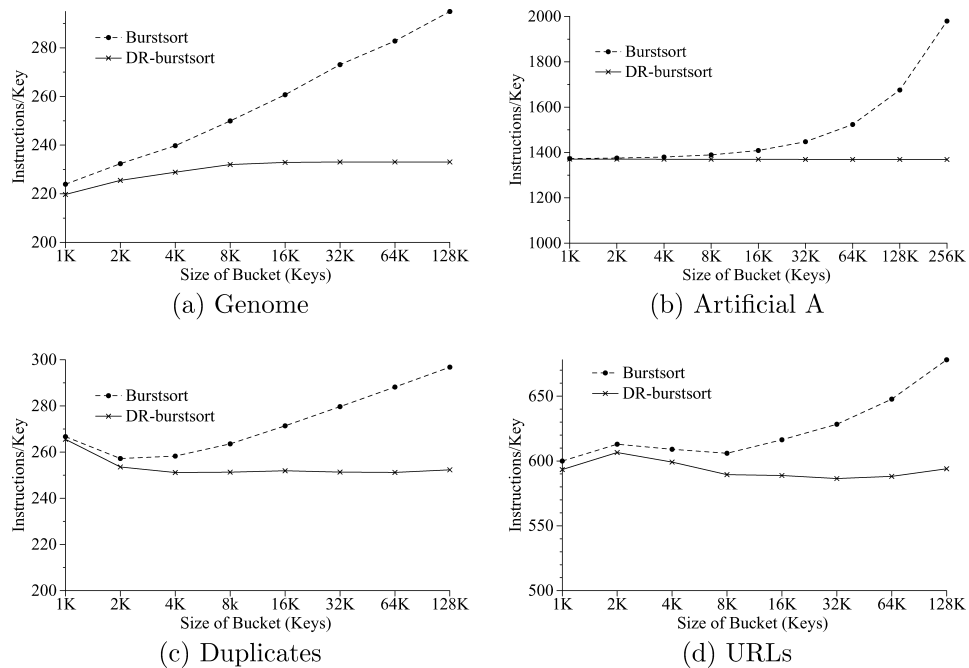 Instructions/Key
280
260
240
220
200
Burstsort
DR-burstsort
1K 2K 4K 8K 16K 32K 64K 128K
Size of Bucket (Keys)
(a) Genome
Instructions/Key
2000
1800
1600
1400
1200
1000
Burstsort
DR-burstsort
1K 2K 4K 8K 16K 32K 64K 128K 256K
Size of Bucket (Keys)
(b) Artificial A
Instructions/Key
300
280
260
240
220
200
Burstsort
DR-burstsort
1K 2K 4K 8k 16K 32K 64K 128K
Size of Bucket (Keys)
(c) Duplicates
Instructions/Key
650
600
550
500
Burstsort
DR-burstsort
1K 2K 4K 8K 16K 32K 64K 128K
Size of Bucket (Keys)
(d) URLs